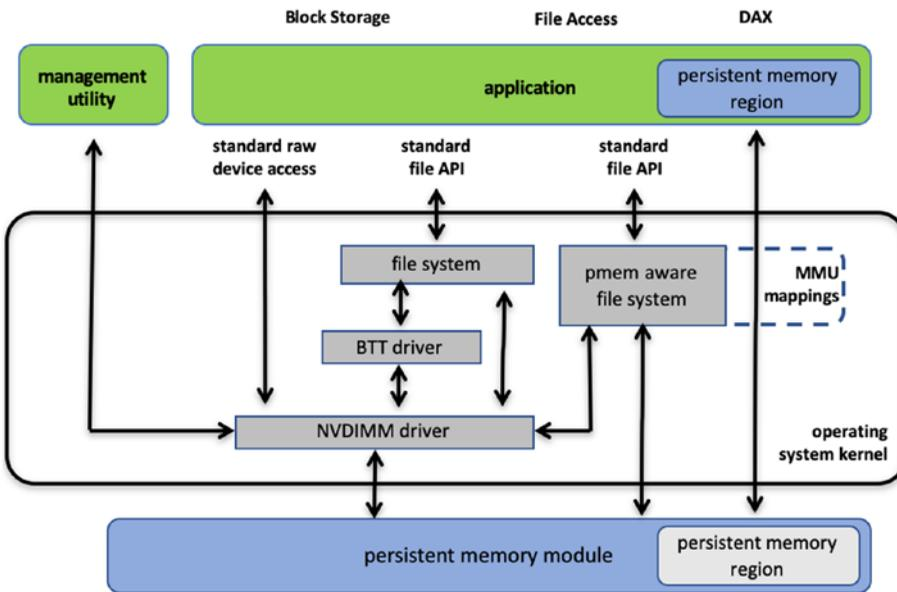 Block Storage
File Access
DAX
management
utility
application
persistent memory
region
standard raw
device access
standard
file API
standard
file API
file system
pmem aware
file system
MMU
mappings
BTT driver
NVDIMM driver
operating
system kernel
persistent memory module
persistent memory
region